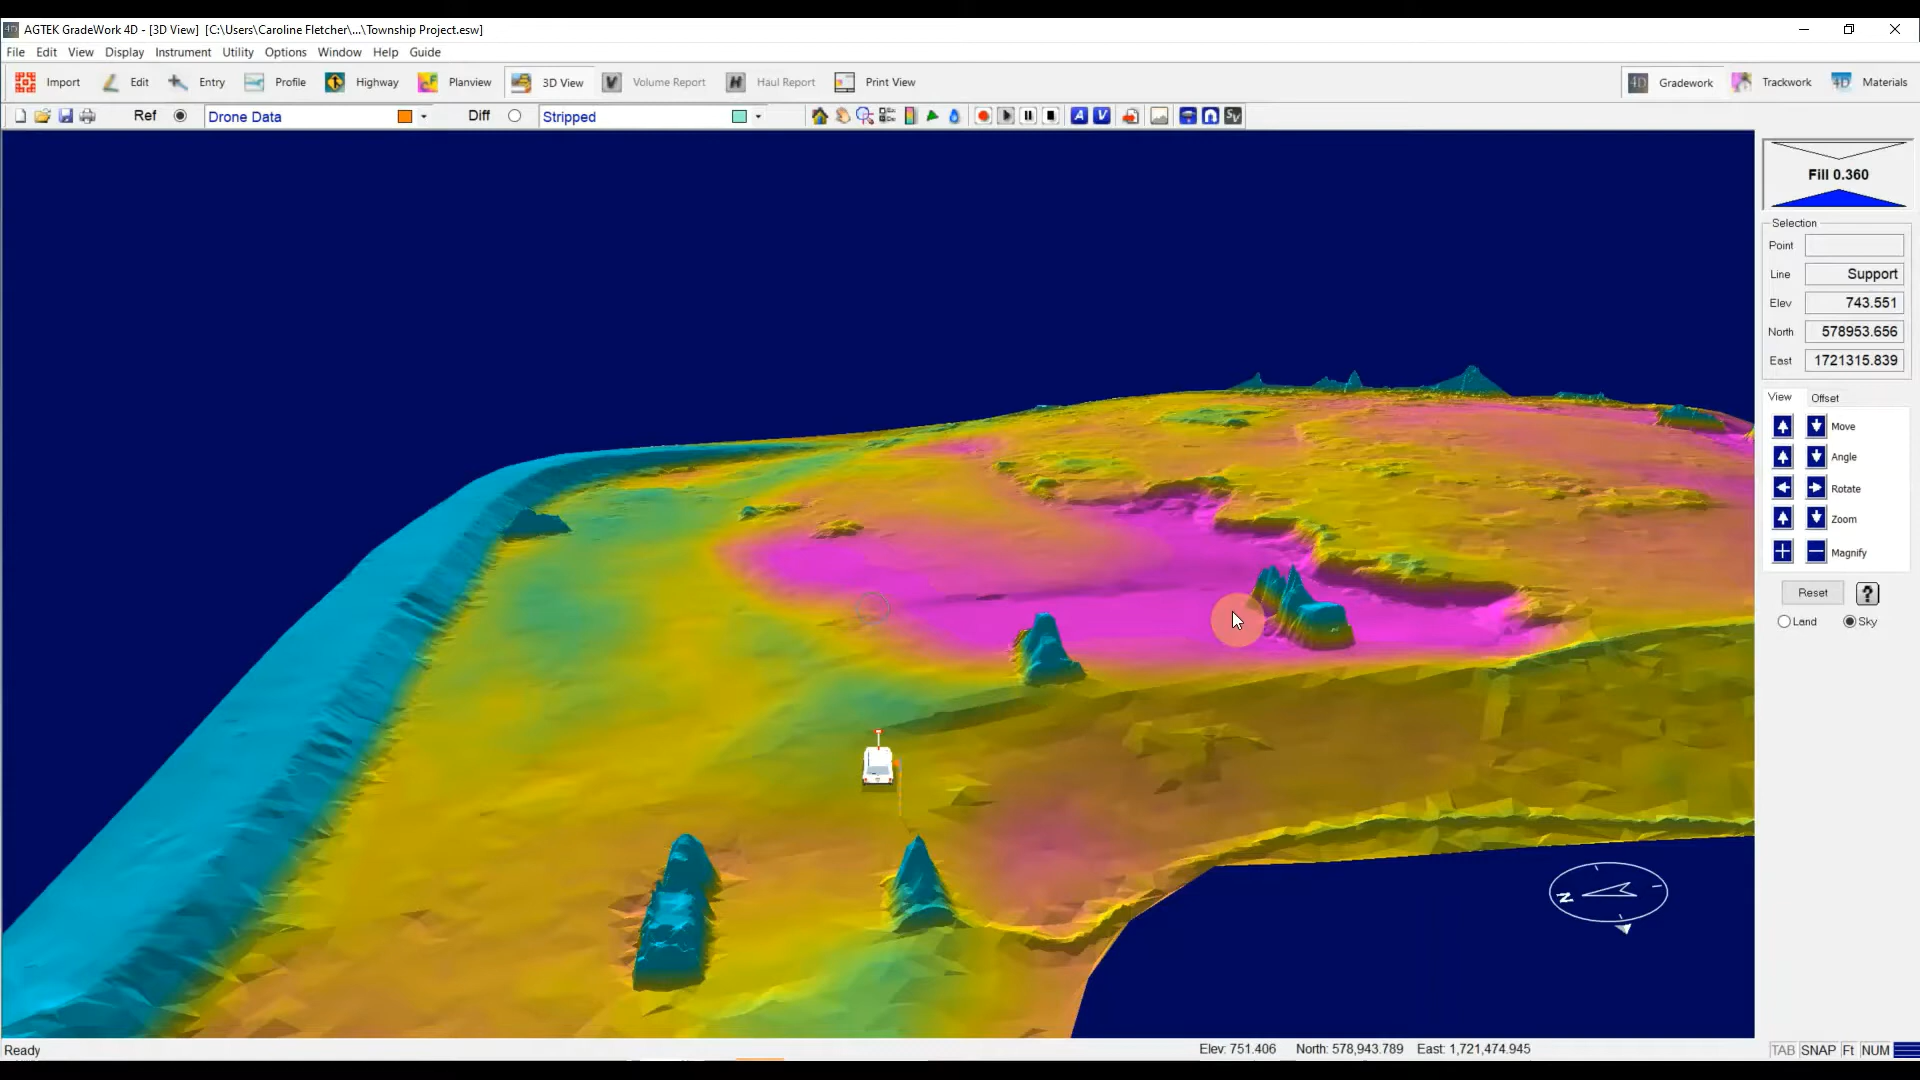 AGTEK GradeWork 4D - [3D View] [C:\Users\Caroline Fletcher\...\Township Project.esw]
File Edit View Display Instrument Utility Options Window Help Guide
Import Edit Entry Profile Highway Planview 3D View Volume Report Haul Report Print View Gradework Trackwork Materials
Ref Drone Data Diff Stripped
Fill 0.360
Selection
Point
Line Support
Elev 743.551
North 578953.656
East 1721315.839
View Offset
Move
Angle
Rotate
Zoom
Magnify
Reset ?
Land Sky
N
Ready Elev: 751.406 North: 578,943.789 East: 1,721,474.945 TAB SNAP Ft NUM